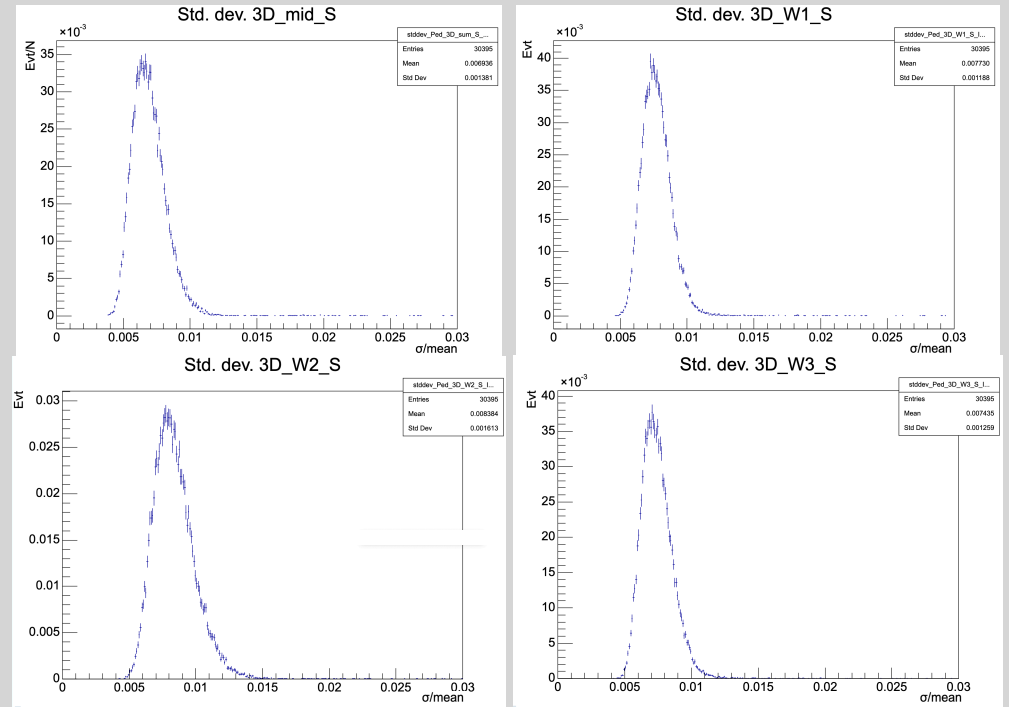 Std. dev. 3D_mid_S
×10⁻³
Evt/N
stddev_Ped_3D_sum_S_...
Entries 30395
Mean 0.006936
Std Dev 0.001381
35
30
25
20
15
10
5
0
0 0.005 0.01 0.015 0.02 0.025 0.03
σ/mean
Std. dev. 3D_W1_S
×10⁻³
Evt
stddev_Ped_3D_W1_S_l...
Entries 30395
Mean 0.007730
Std Dev 0.001188
40
35
30
25
20
15
10
5
0
0 0.005 0.01 0.015 0.02 0.025 0.03
σ/mean
Std. dev. 3D_W2_S
Evt
stddev_Ped_3D_W2_S_l...
Entries 30395
Mean 0.008384
Std Dev 0.001613
0.03
0.025
0.02
0.015
0.01
0.005
0
0 0.005 0.01 0.015 0.02 0.025 0.03
σ/mean
Std. dev. 3D_W3_S
×10⁻³
Evt
stddev_Ped_3D_W3_S_l...
Entries 30395
Mean 0.007435
Std Dev 0.001259
40
35
30
25
20
15
10
5
0
0 0.005 0.01 0.015 0.02 0.025 0.03
σ/mean